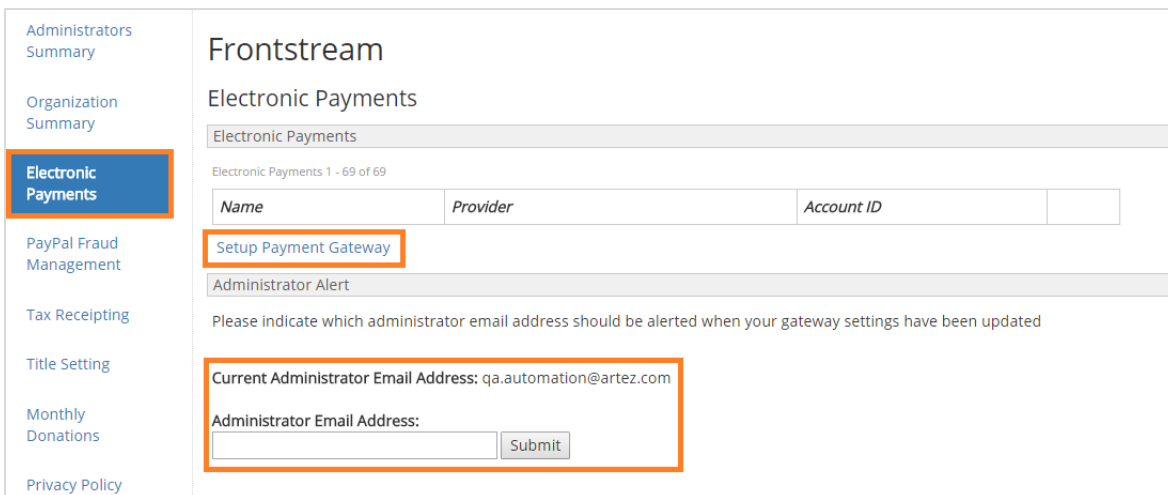 Administrators
Summary
Organization
Summary
Electronic
Payments
PayPal Fraud
Management
Tax Receipting
Title Setting
Monthly
Donations
Privacy Policy
Frontstream
Electronic Payments
Electronic Payments
Electronic Payments 1 - 69 of 69
Name Provider Account ID
Setup Payment Gateway
Administrator Alert
Please indicate which administrator email address should be alerted when your gateway settings have been updated
Current Administrator Email Address: qa.automation@artez.com
Administrator Email Address:
Submit